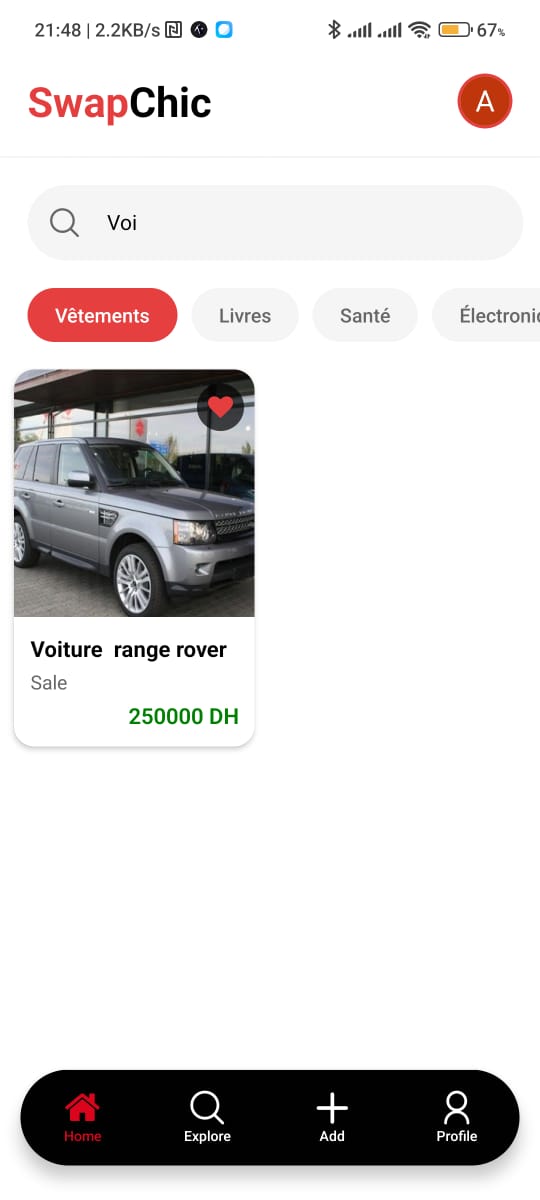 21:48 | 2.2KB/s 67%
SwapChic
A
Voi
Vêtements Livres Santé Électronic
Voiture  range rover
Sale
250000 DH
Home Explore Add Profile